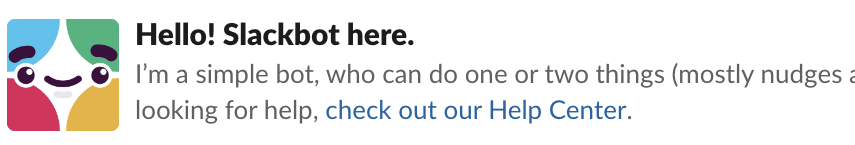 Hello! Slackbot here.
I’m a simple bot, who can do one or two things (mostly nudges
looking for help, check out our Help Center.